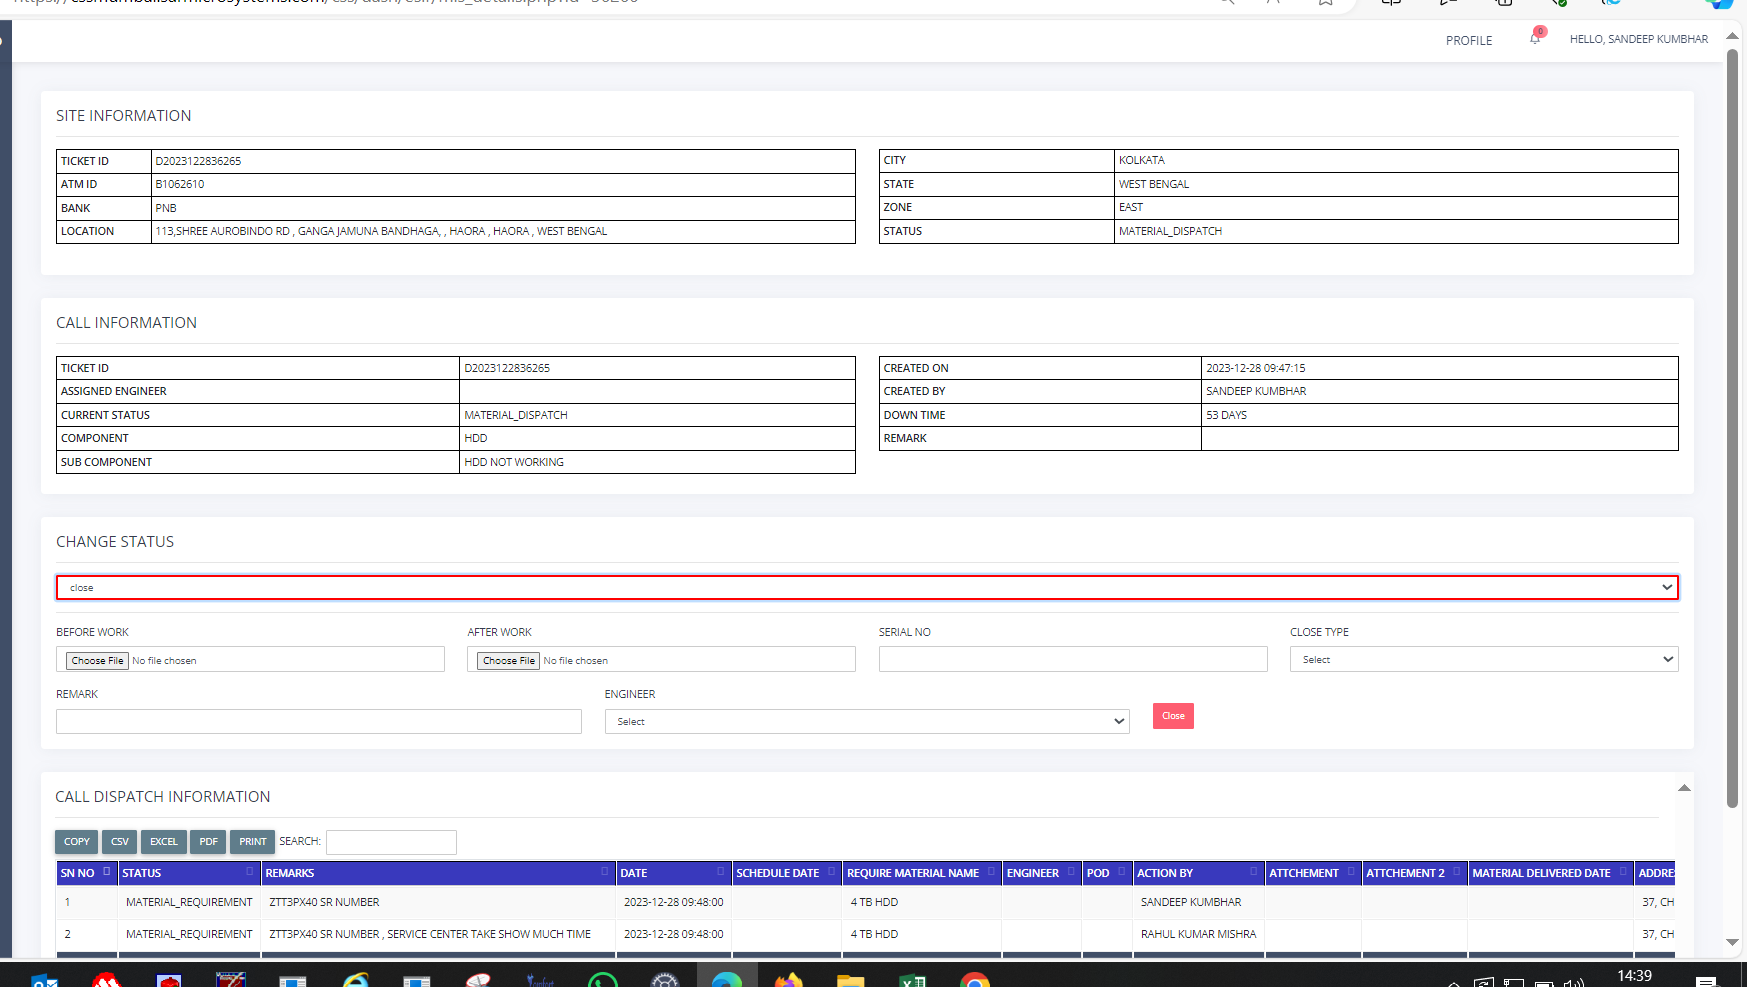 PROFILE
0
HELLO, SANDEEP KUMBHAR
SITE INFORMATION
TICKET ID D2023122836265
ATM ID B1062610
BANK PNB
LOCATION 113,SHREE AUROBINDO RD , GANGA JAMUNA BANDHAGA, , HAORA , HAORA , WEST BENGAL
CITY KOLKATA
STATE WEST BENGAL
ZONE EAST
STATUS MATERIAL_DISPATCH
CALL INFORMATION
TICKET ID D2023122836265
ASSIGNED ENGINEER
CURRENT STATUS MATERIAL_DISPATCH
COMPONENT HDD
SUB COMPONENT HDD NOT WORKING
CREATED ON 2023-12-28 09:47:15
CREATED BY SANDEEP KUMBHAR
DOWN TIME 53 DAYS
REMARK
CHANGE STATUS
close
BEFORE WORK AFTER WORK SERIAL NO CLOSE TYPE
Choose File No file chosen Choose File No file chosen Select
REMARK ENGINEER
Select Close
CALL DISPATCH INFORMATION
COPY CSV EXCEL PDF PRINT SEARCH:
SN NO STATUS REMARKS DATE SCHEDULE DATE REQUIRE MATERIAL NAME ENGINEER POD ACTION BY ATTCHEMENT ATTCHEMENT 2 MATERIAL DELIVERED DATE ADDRE
1 MATERIAL_REQUIREMENT ZTT3PX40 SR NUMBER 2023-12-28 09:48:00 4 TB HDD SANDEEP KUMBHAR 37, CH
2 MATERIAL_REQUIREMENT ZTT3PX40 SR NUMBER , SERVICE CENTER TAKE SHOW MUCH TIME 2023-12-28 09:48:00 4 TB HDD RAHUL KUMAR MISHRA 37, CH
14:39